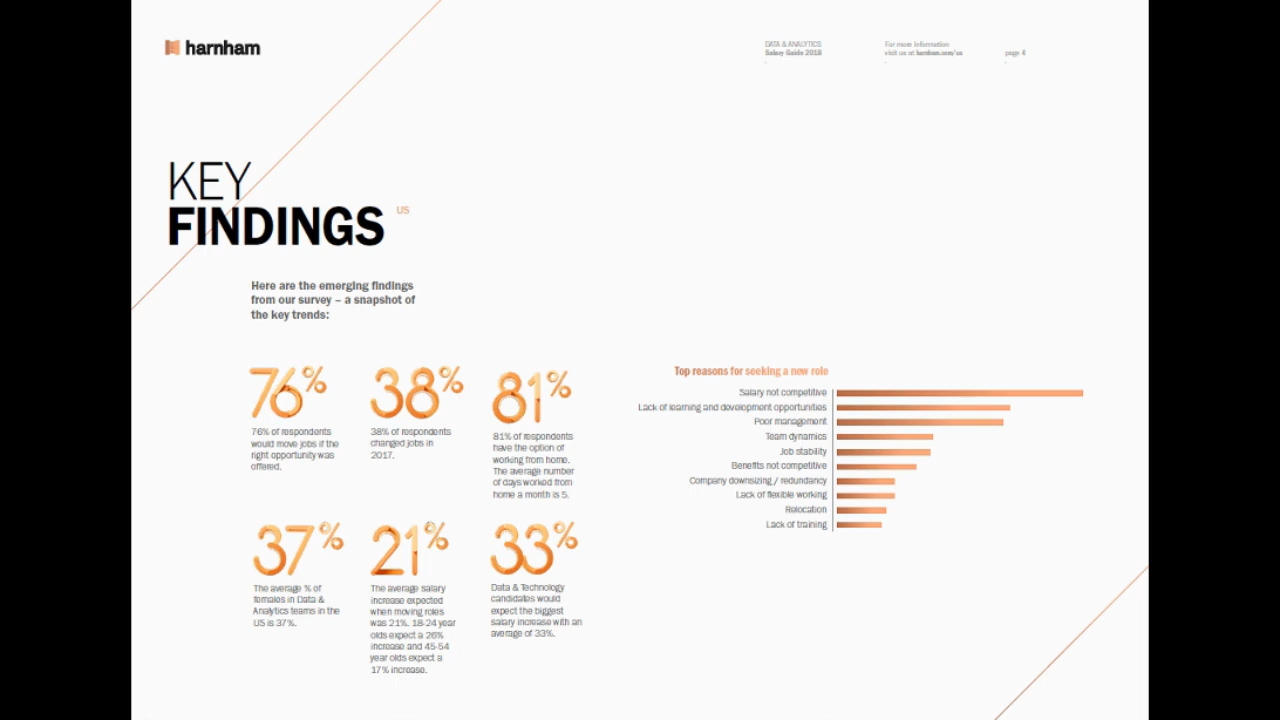 harnham
DATA & ANALYTICS
Salary Guide 2018
For more information
visit us at harnham.com/us
page 4
KEY
FINDINGS US
Here are the emerging findings
from our survey – a snapshot of
the key trends:
76%
76% of respondents
would move jobs if the
right opportunity was
offered.
38%
38% of respondents
changed jobs in
2017.
81%
81% of respondents
have the option of
working from home.
The average number
of days worked from
home a month is 5.
37%
The average % of
females in Data &
Analytics teams in the
US is 37%.
21%
The average salary
increase expected
when moving roles
was 21%. 18-24 year
olds expect a 26%
increase and 45-54
year olds expect a
17% increase.
33%
Data & Technology
candidates would
expect the biggest
salary increase with an
average of 33%.
Top reasons for seeking a new role
Salary not competitive
Lack of learning and development opportunities
Poor management
Team dynamics
Job stability
Benefits not competitive
Company downsizing / redundancy
Lack of flexible working
Relocation
Lack of training